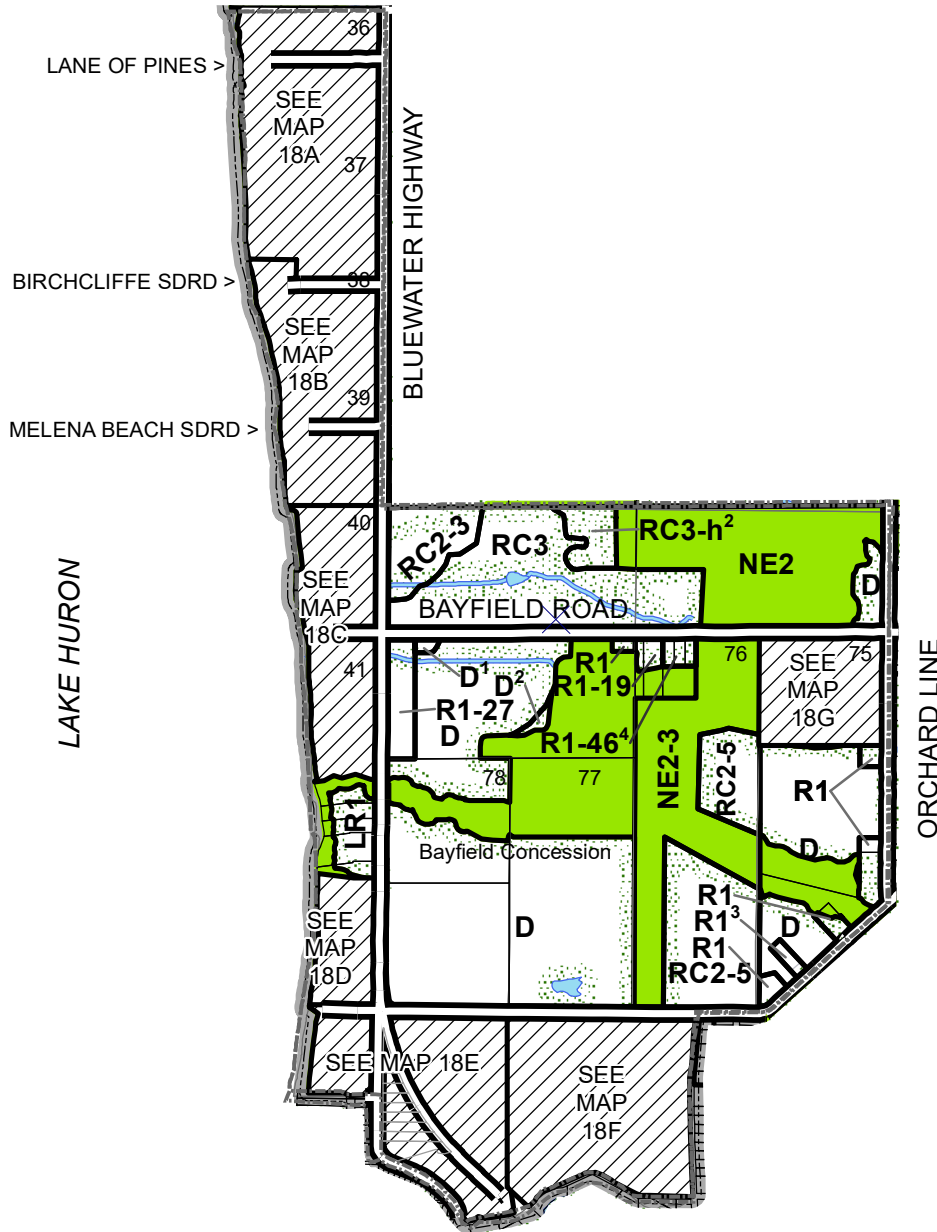 36
LANE OF PINES >
SEE
MAP
18A
37
BLUEWATER HIGHWAY
BIRCHCLIFFE SDRD >
38
SEE
MAP
18B
39
MELENA BEACH SDRD >
40
RC2-3
RC3
RC3-h²
NE2
D
LAKE HURON
SEE
MAP
18C
BAYFIELD ROAD
41
D¹
D²
R1
R1-19
R1-27
D
R1-46⁴
76
75
SEE
MAP
18G
ORCHARD LINE
78
77
NE2-3
RC2-5
R1
LR1
Bayfield Concession
D
D
R1
R1³
R1
RC2-5
D
SEE
MAP
18D
SEE MAP 18E
SEE
MAP
18F